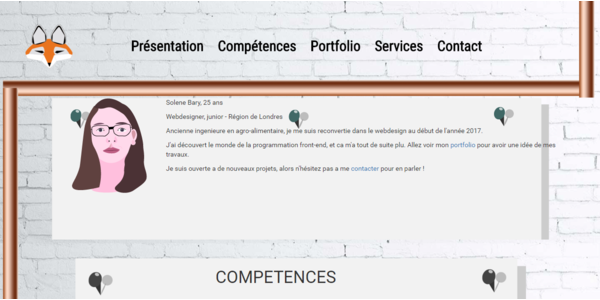 Présentation Compétences Portfolio Services Contact
Solene Bary, 25 ans
Webdesigner, junior - Région de Londres
Ancienne ingenieure en agro-alimentaire, je me suis reconvertie dans le webdesign au début de l'année 2017.
J'ai découvert le monde de la programmation front-end, et ca m'a tout de suite plu. Allez voir mon portfolio pour avoir une idée de mes
travaux.
Je suis ouverte a de nouveaux projets, alors n'hésitez pas a me contacter pour en parler !
COMPETENCES